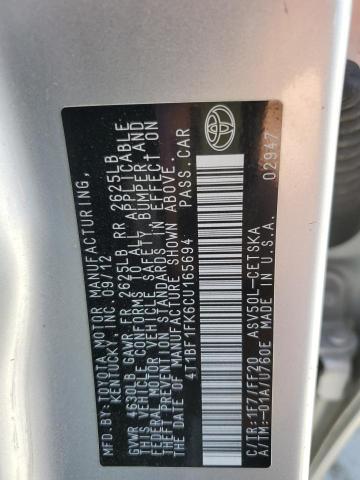 MFD. BY: TOYOTA MOTOR MANUFACTURING,
KENTUCKY, INC. 09/12
GVWR 4630LB GAWR FR 2625LB RR 2625LB
THIS VEHICLE CONFORMS TO ALL APPLICABLE
FEDERAL MOTOR VEHICLE SAFETY, BUMPER, AND
THEFT PREVENTION STANDARDS IN EFFECT ON
THE DATE OF MANUFACTURE SHOWN ABOVE.
4T1BF1FK6CU165694 PASS.CAR
C/TR:1F7/FE20 ASV50L-CETSKA
A/TM:-01A/U760E MADE IN U.S.A. 02947
TOYOTA